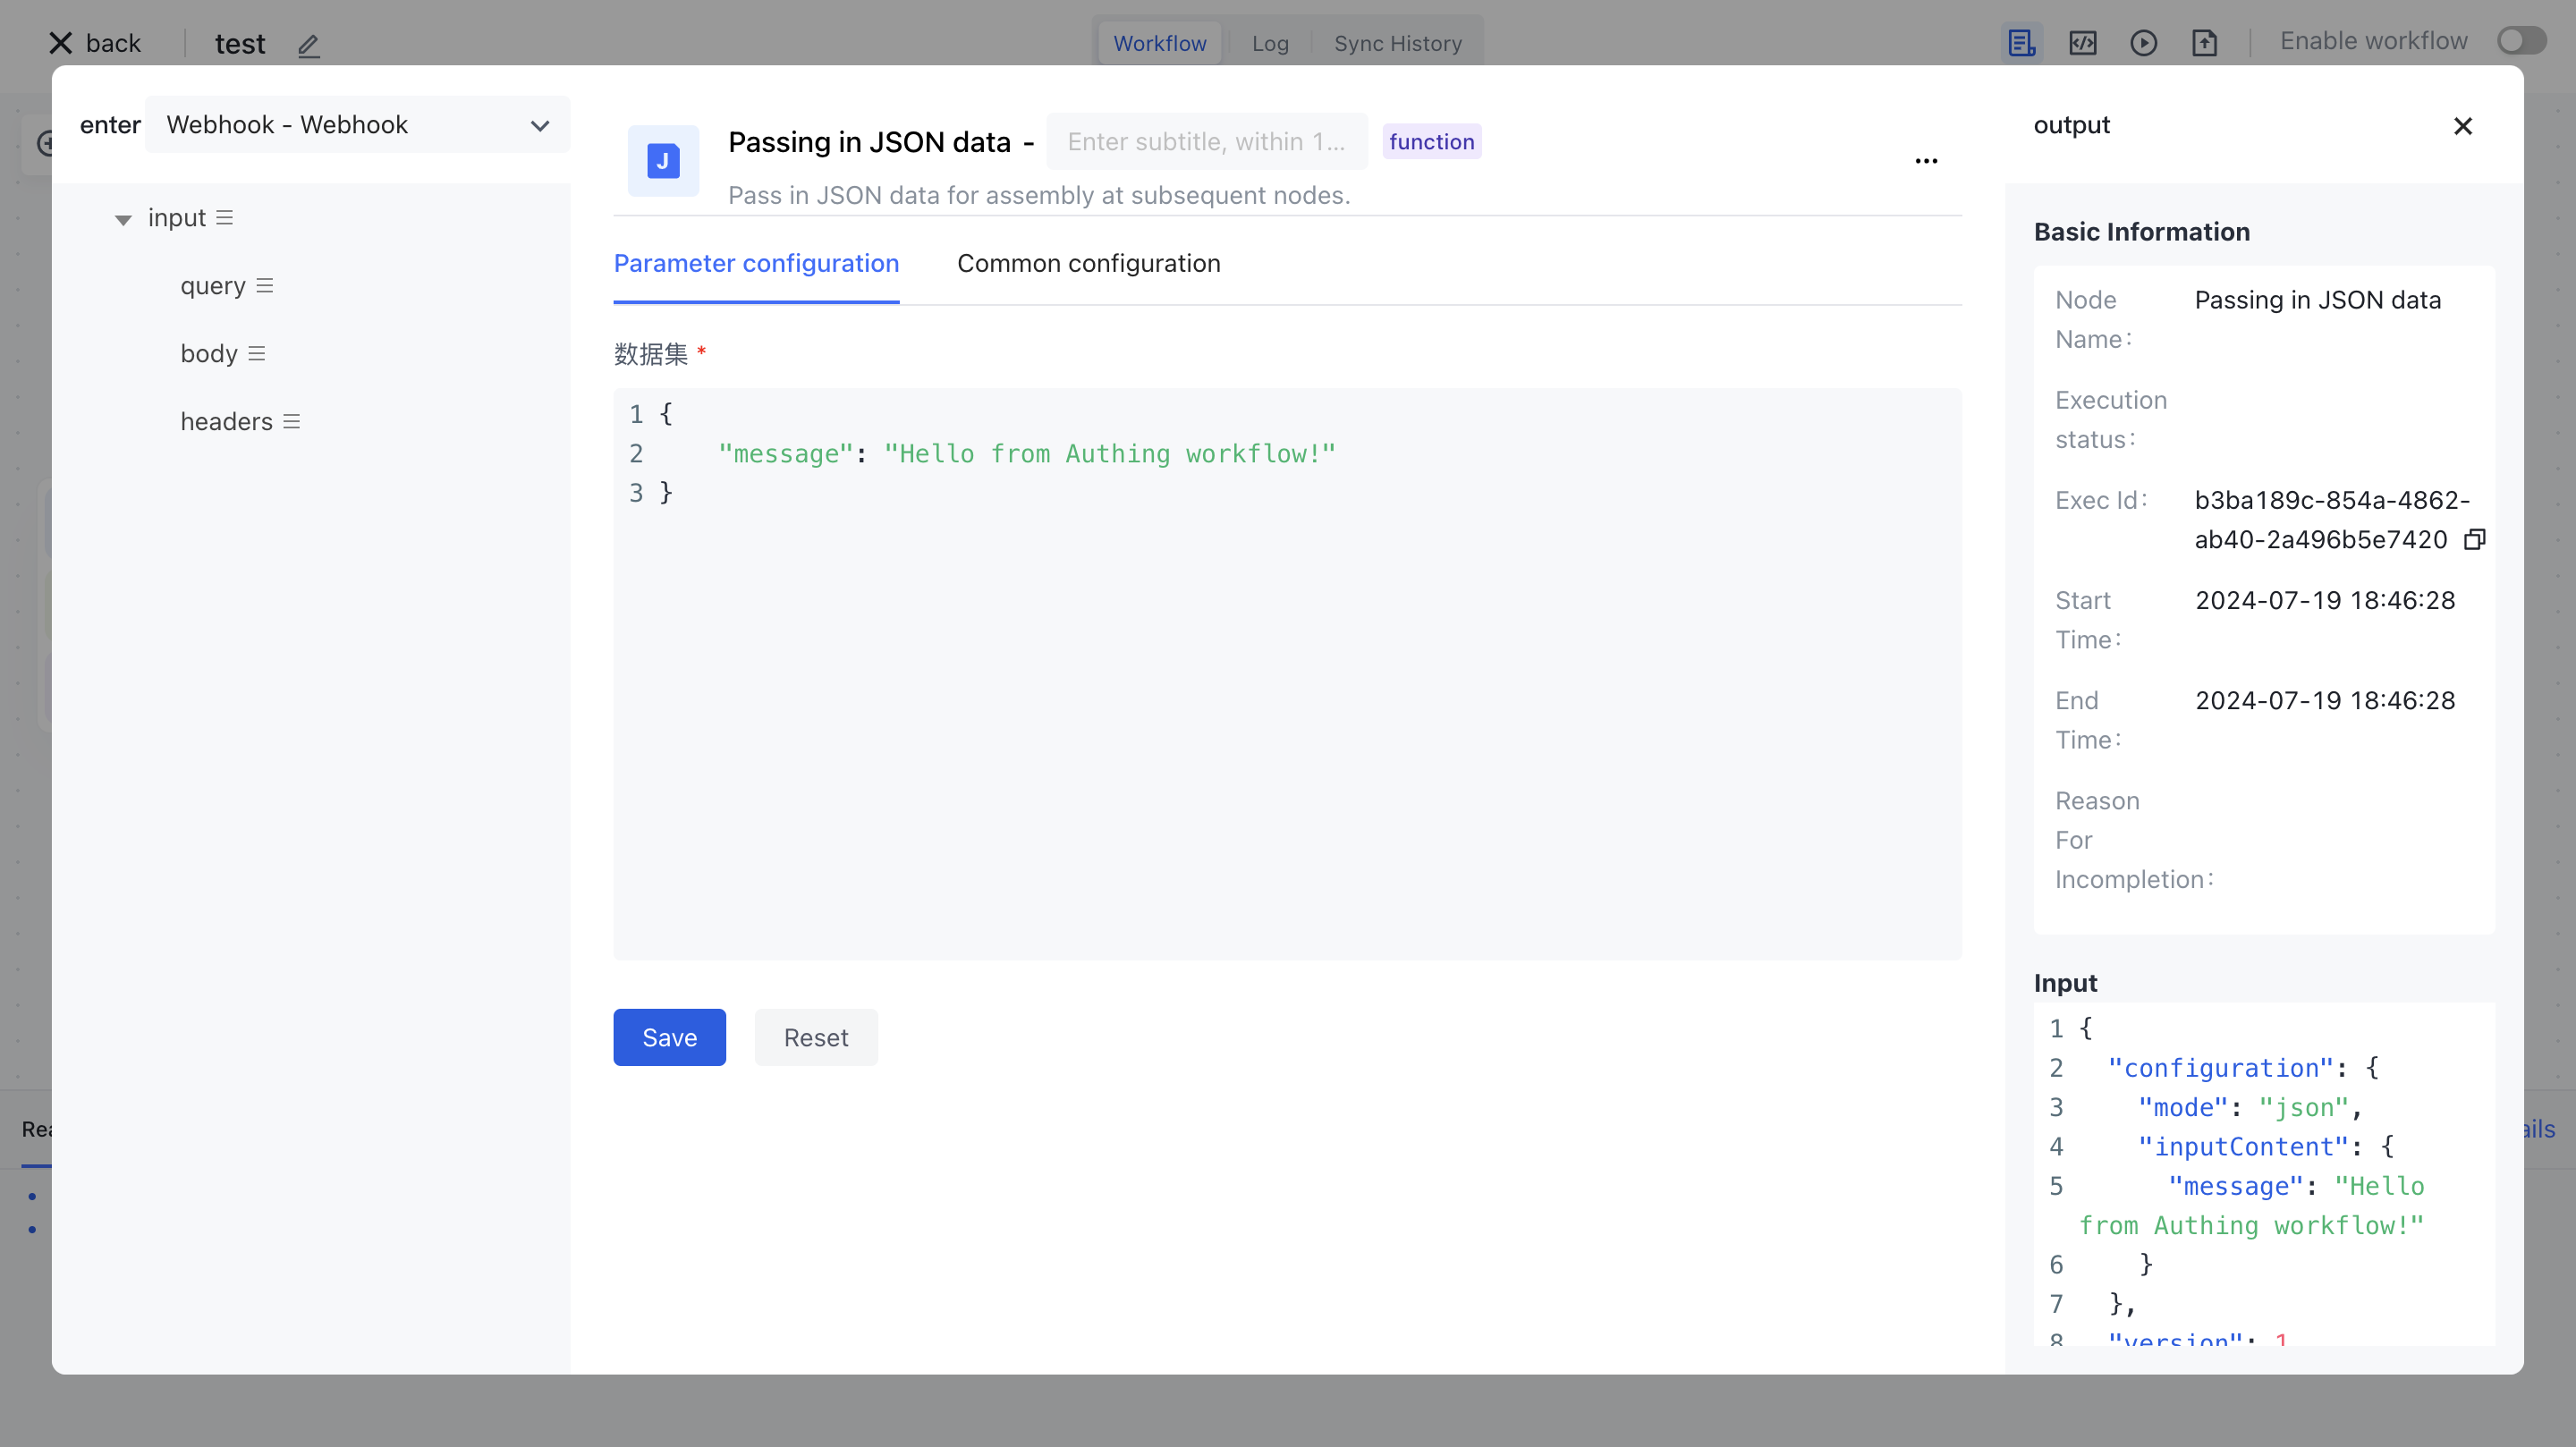 back
test
Workflow
Log
Sync History
Enable workflow
enter
Webhook - Webhook
input
query
body
headers
J
Passing in JSON data -
Enter subtitle, within 1...
function
Pass in JSON data for assembly at subsequent nodes.
Parameter configuration
Common configuration
数据集 *
1 {
2 "message": "Hello from Authing workflow!"
3 }
Save
Reset
output
Basic Information
Node Name:
Passing in JSON data
Execution status:
Exec Id:
b3ba189c-854a-4862-
ab40-2a496b5e7420
Start Time:
2024-07-19 18:46:28
End Time:
2024-07-19 18:46:28
Reason
For
Incompletion:
Input
1 {
2 "configuration": {
3 "mode": "json",
4 "inputContent": {
5 "message": "Hello
from Authing workflow!"
6 }
7 },
8 "version": 1